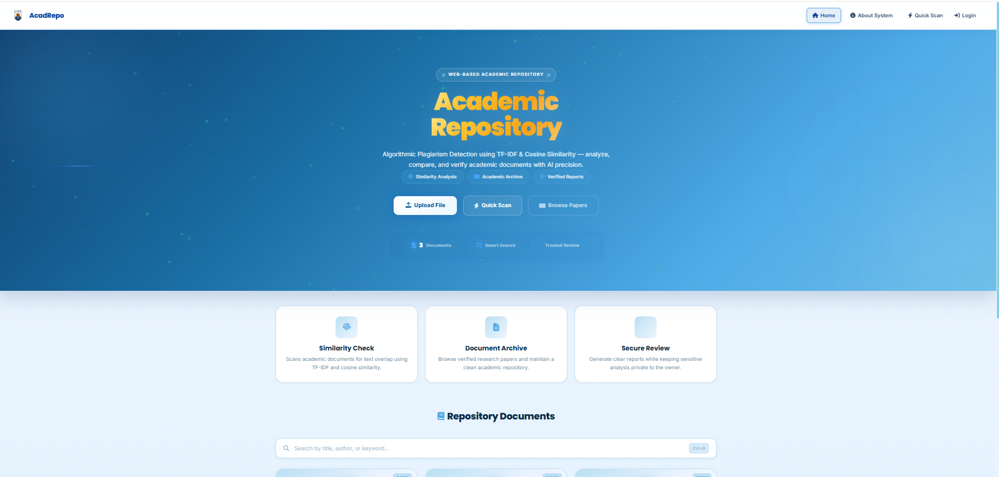 AcadRepo
Home
About System
Quick Scan
Login
WEB-BASED ACADEMIC REPOSITORY
Academic
Repository
Algorithmic Plagiarism Detection using TF-IDF & Cosine Similarity — analyze,
compare, and verify academic documents with AI precision.
Similarity Analysis
Academic Archive
Verified Reports
Upload File
Quick Scan
Browse Papers
3 Documents
Smart Search
Trusted Review
Similarity Check
Scans academic documents for text overlap using
TF-IDF and cosine similarity.
Document Archive
Browse verified research papers and maintain a
clean academic repository.
Secure Review
Generate clear reports while keeping sensitive
analysis private to the owner.
Repository Documents
Search by title, author, or keyword...
Ctrl+K